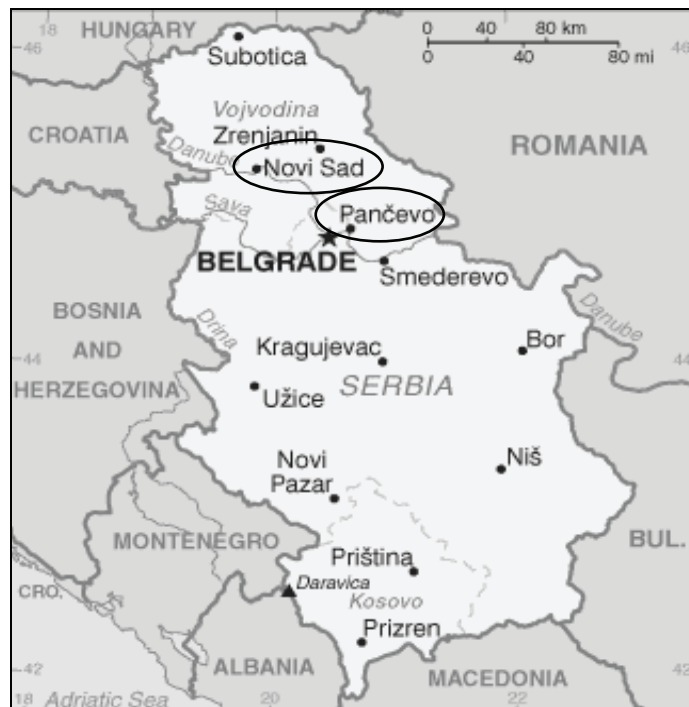 HUNGARY
18
46
Subotica
0 40 80 km
0 40 80 mi
46
CROATIA
Vojvodina
Zrenjanin
ROMANIA
Danube
Novi Sad
Sava
Pančevo
BELGRADE
Smederevo
BOSNIA
AND
HERZEGOVINA
Drina
Danube
44
Kragujevac
Bor
44
SERBIA
Užice
Novi
Pazar
Niš
MONTENEGRO
BUL.
Priština
CRO.
Daravica
Kosovo
Prizren
ALBANIA
MACEDONIA
42
42
18
Adriatic Sea
20
22